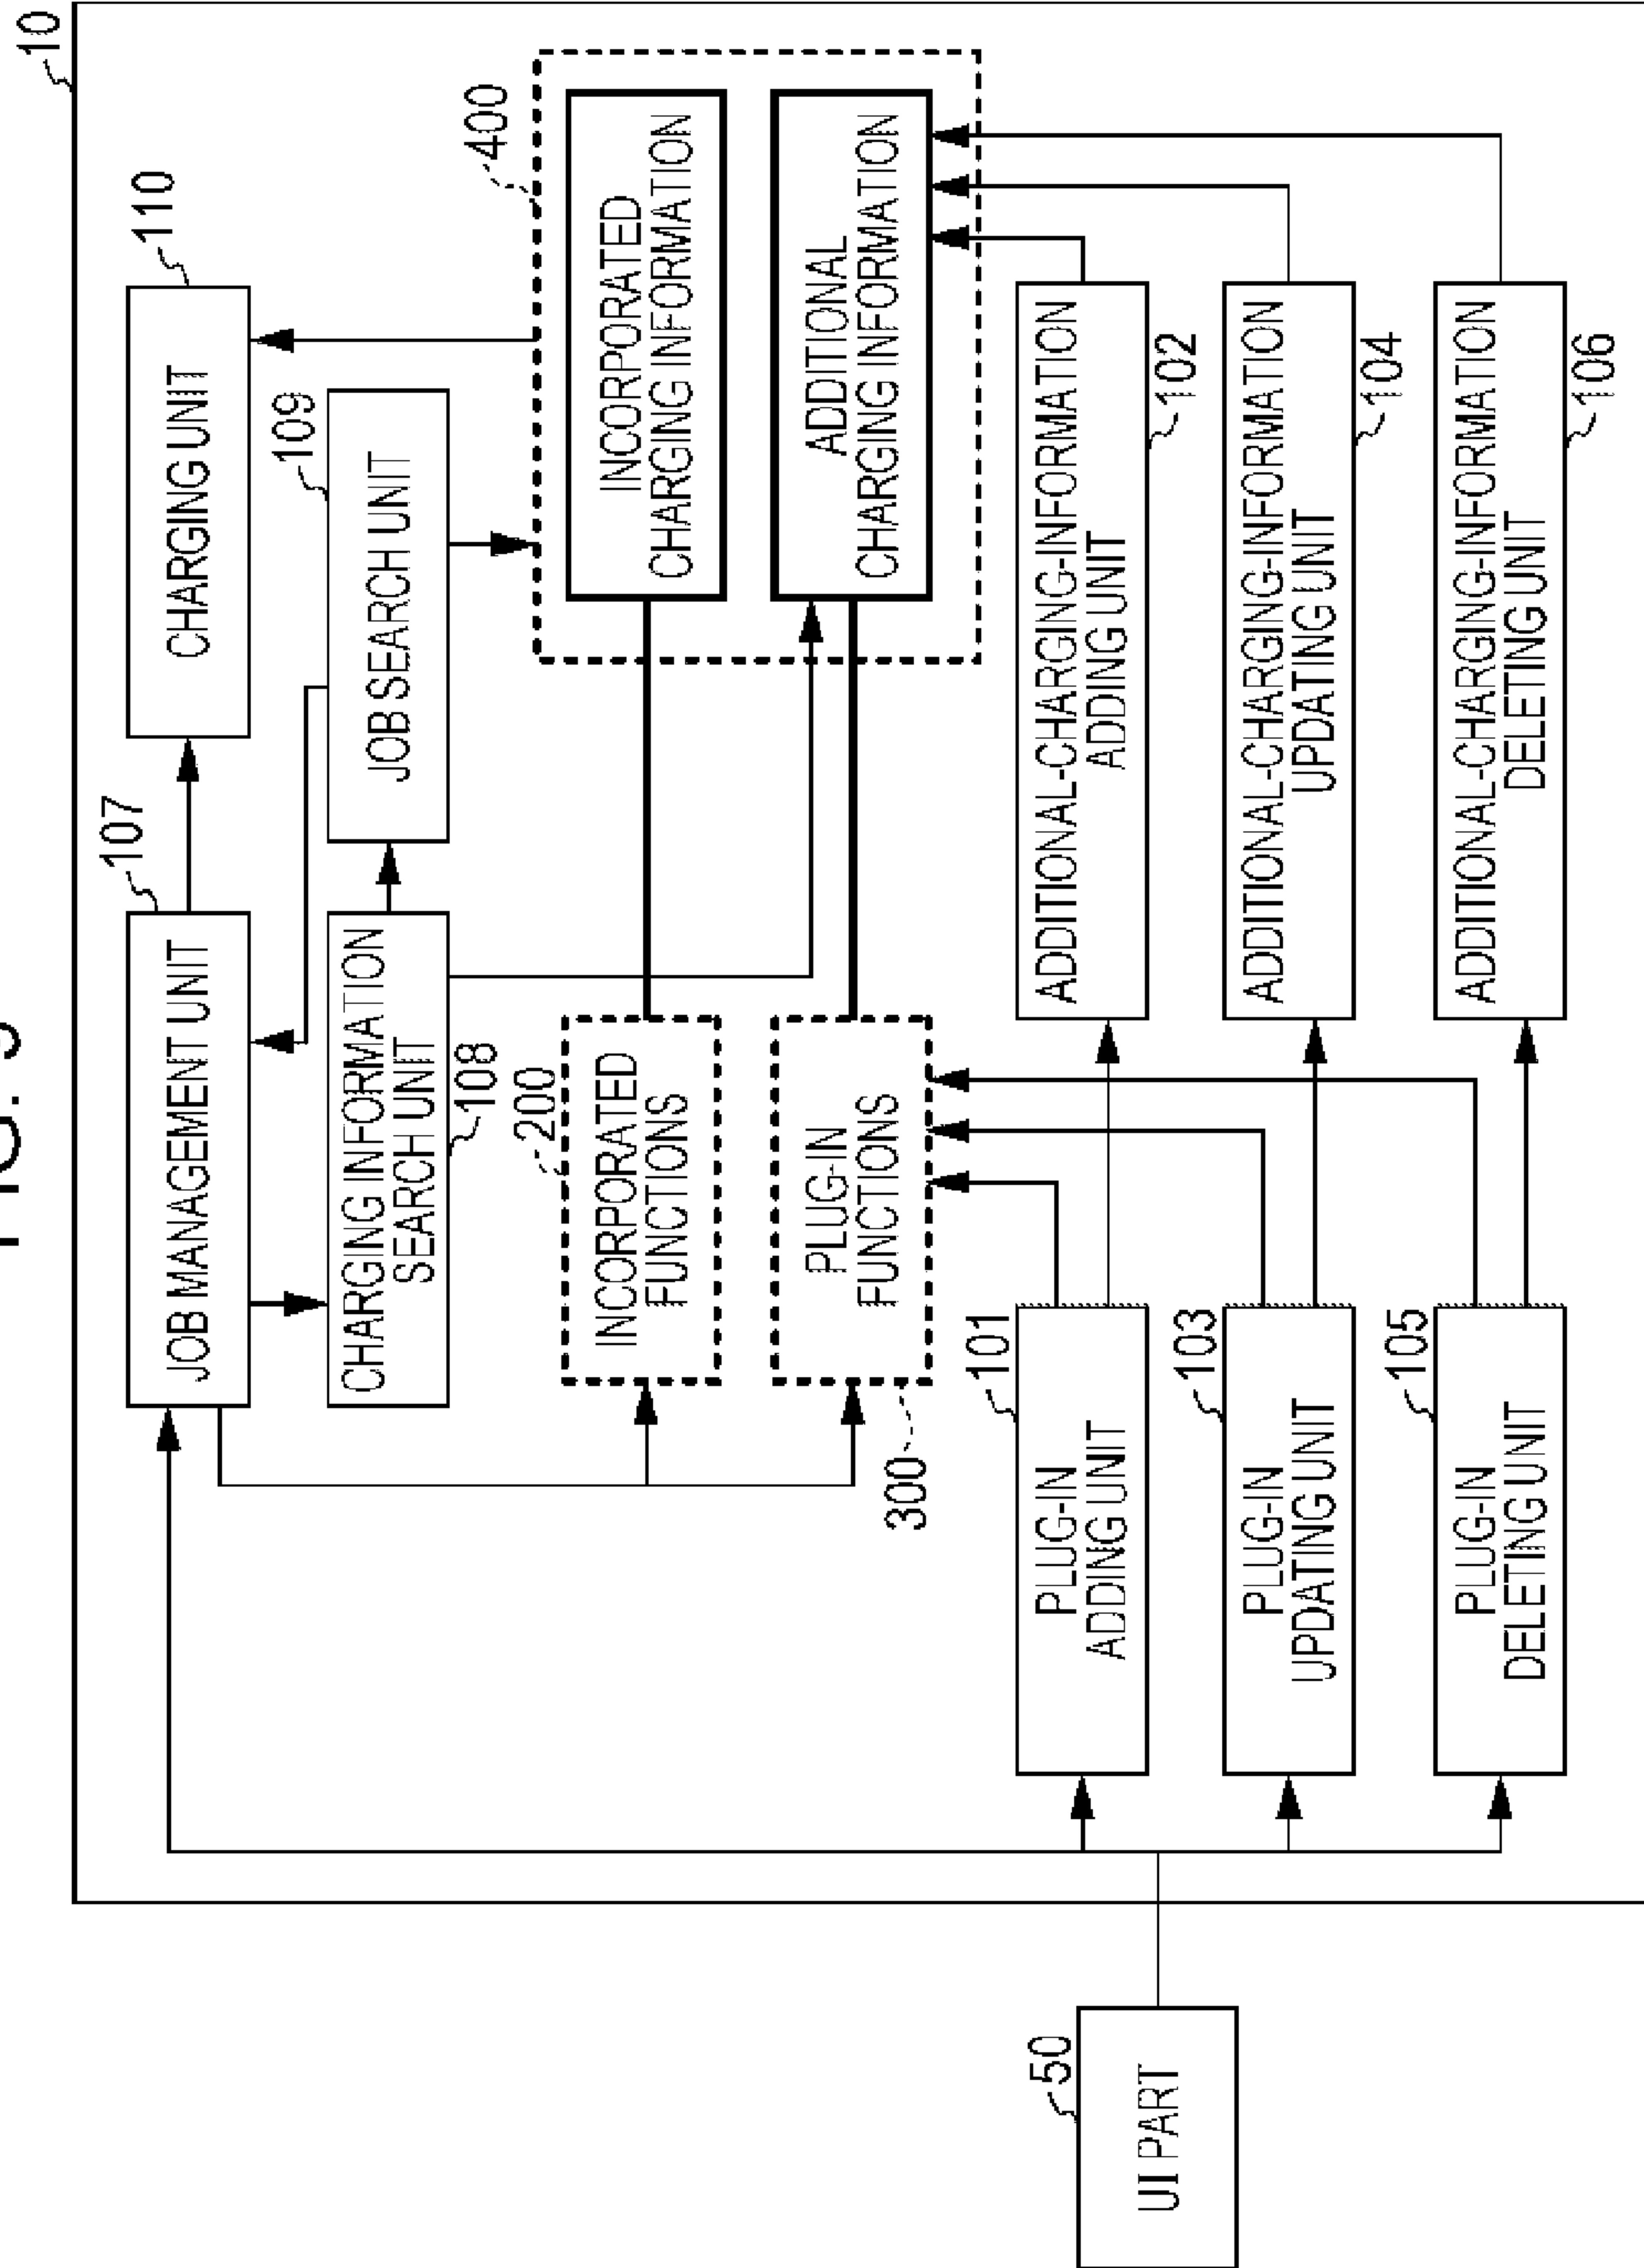 10
107
110
JOB MANAGEMENT UNIT
CHARGING UNIT
109
CHARGING INFORMATION
SEARCH UNIT
JOB SEARCH UNIT
108
400
200
INCORPORATED
FUNCTIONS
INCORPORATED
CHARGING INFORMATION
PLUG-IN
FUNCTIONS
ADDITIONAL
CHARGING INFORMATION
300
101
PLUG-IN
ADDING UNIT
ADDITIONAL-CHARGING-INFORMATION
ADDING UNIT
102
50
UI PART
103
PLUG-IN
UPDATING UNIT
ADDITIONAL-CHARGING-INFORMATION
UPDATING UNIT
104
105
PLUG-IN
DELETING UNIT
ADDITIONAL-CHARGING-INFORMATION
DELETING UNIT
106